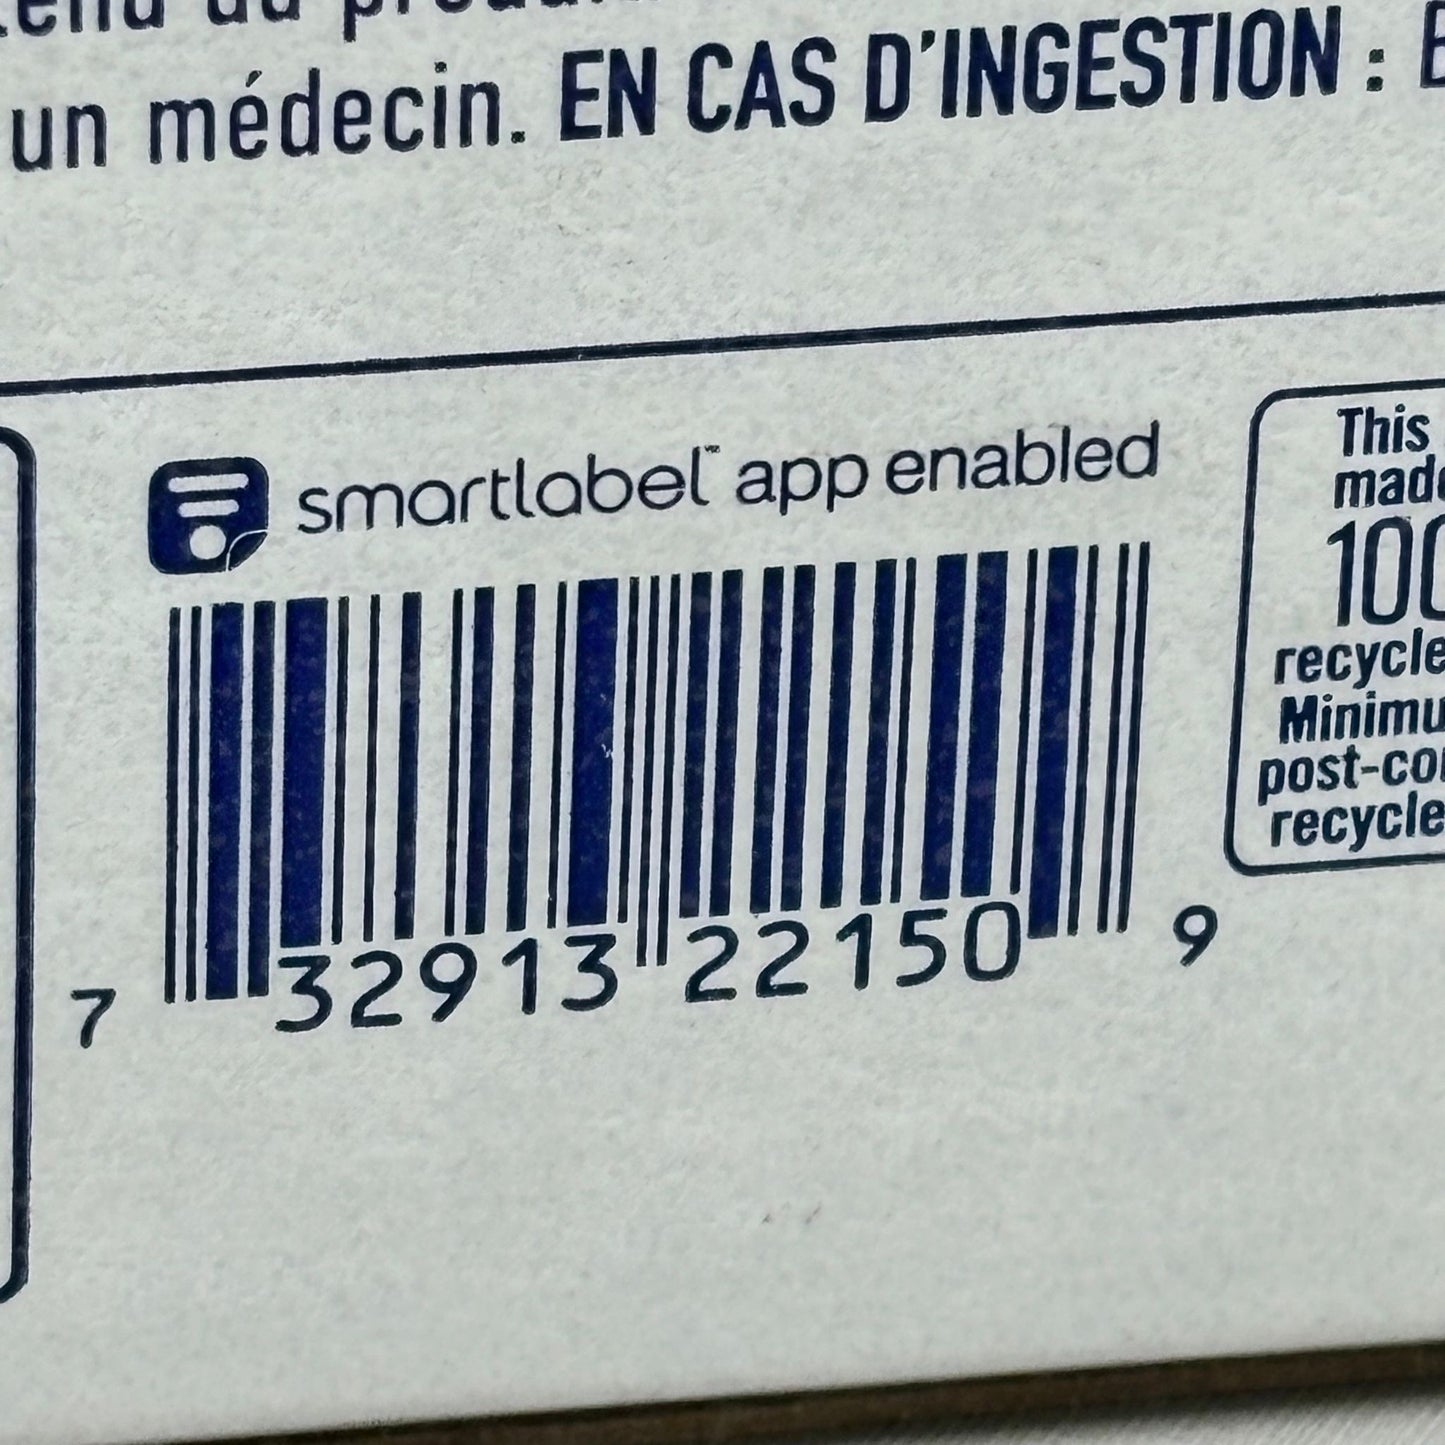 un médecin. EN CAS D'INGESTION :
smartlabel™ app enabled
7 32913 22150 9
This
made
100
recycle
Minimu
post-co
recycle